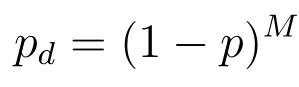 p_d = (1 − p)^M